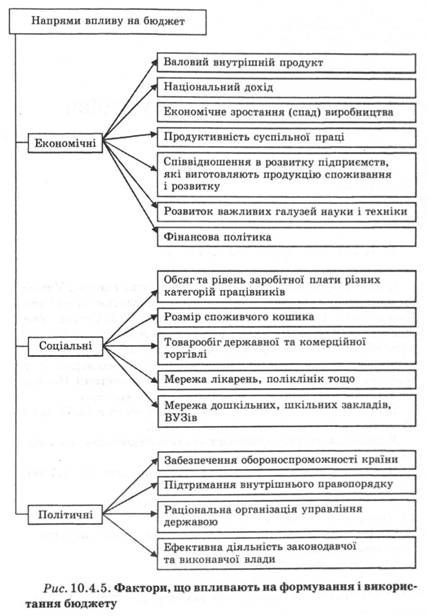 Напрями впливу на бюджет
Економічні
Валовий внутрішній продукт
Національний дохід
Економічне зростання (спад) виробництва
Продуктивність суспільної праці
Співвідношення в розвитку підприємств,
які виготовляють продукцію споживання
і розвитку
Розвиток важливих галузей науки і техніки
Фінансова політика
Соціальні
Обсяг та рівень заробітної плати різних
категорій працівників
Розмір споживчого кошика
Товарообіг державної та комерційної
торгівлі
Мережа лікарень, поліклінік тощо
Мережа дошкільних, шкільних закладів,
ВУЗів
Політичні
Забезпечення обороноспроможності країни
Підтримання внутрішнього правопорядку
Раціональна організація управління
державою
Ефективна діяльність законодавчої
та виконавчої влади
Рис. 10.4.5. Фактори, що впливають на формування і викорис-
тання бюджету